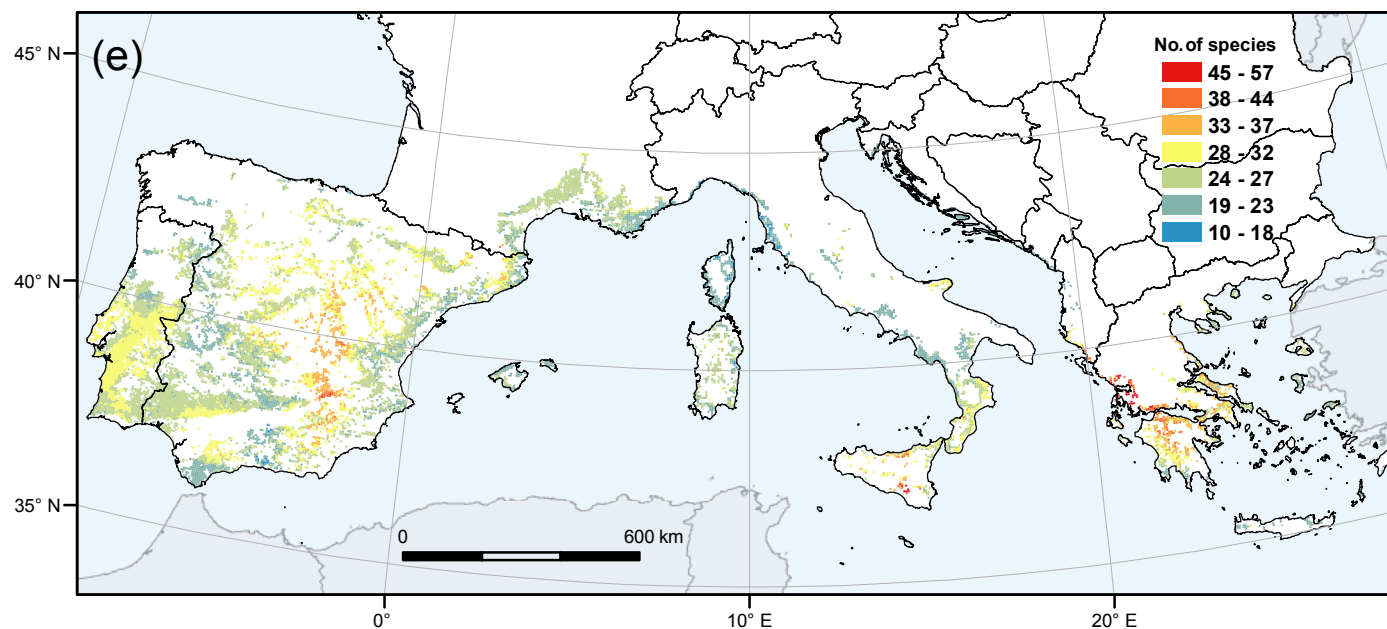 (e)
45° N
40° N
35° N
No. of species
45 - 57
38 - 44
33 - 37
28 - 32
24 - 27
19 - 23
10 - 18
0 600 km
0° 10° E 20° E